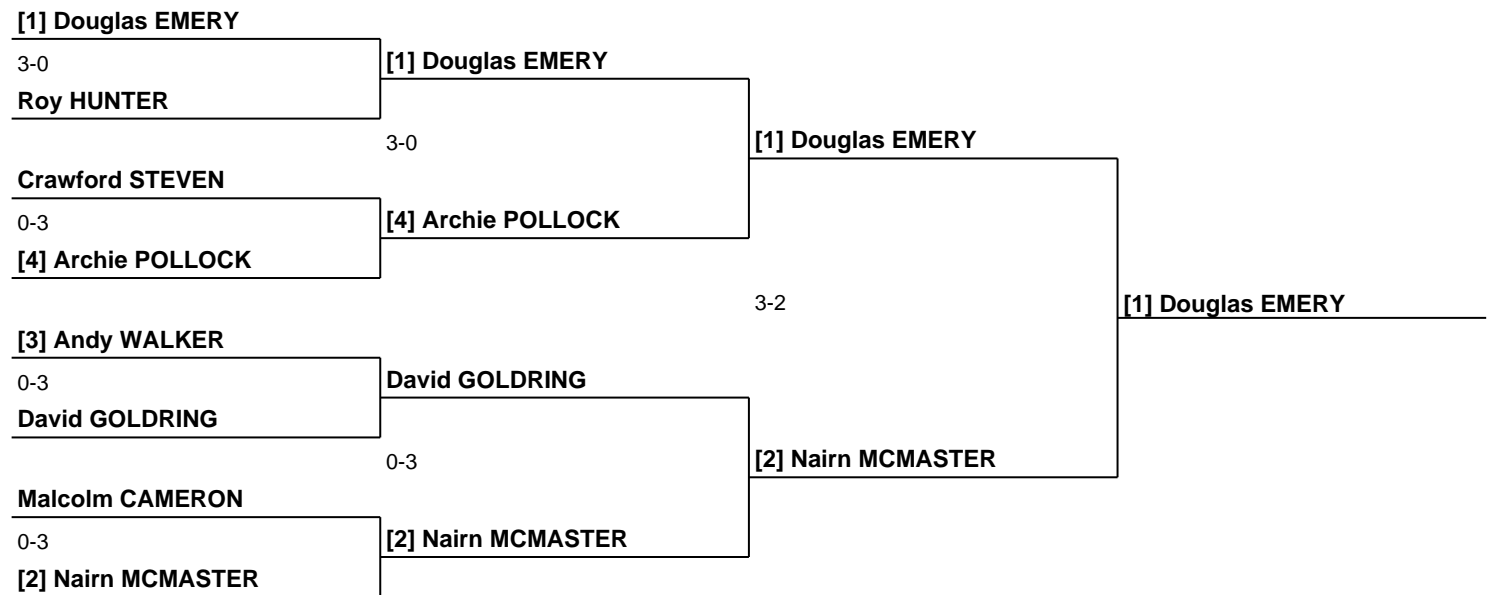 [1] Douglas EMERY
3-0
[1] Douglas EMERY
Roy HUNTER
3-0
[1] Douglas EMERY
Crawford STEVEN
0-3
[4] Archie POLLOCK
[4] Archie POLLOCK
3-2
[1] Douglas EMERY
[3] Andy WALKER
0-3
David GOLDRING
David GOLDRING
0-3
[2] Nairn MCMASTER
Malcolm CAMERON
0-3
[2] Nairn MCMASTER
[2] Nairn MCMASTER